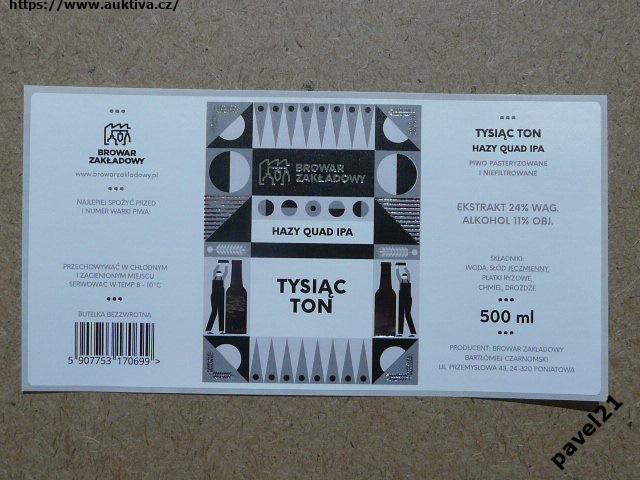 https://www.auktiva.cz/
BROWAR
ZAKŁADOWY
www.browarzakladowy.pl
NAJLEPIEJ SPOŻYĆ PRZED
I NUMER WARKI PIWA:
PRZECHOWYWAĆ W CHŁODNYM
I ZACIENIONYM MIEJSCU
SERWOWAĆ W TEMP 8 - 10°C
BUTELKA BEZZWROTNA
5 907753 170699 >
BROWAR
ZAKŁADOWY
HAZY QUAD IPA
TYSIĄC
TON
TYSIĄC TON
HAZY QUAD IPA
PIWO PASTERYZOWANE
I NIEFILTROWANE
EKSTRAKT 24% WAG.
ALKOHOL 11% OBJ.
SKŁADNIKI:
WODA, SŁÓD JĘCZMIENNY,
PŁATKI RYŻOWE,
CHMIEL, DROŻDŻE
500 ml
PRODUCENT: BROWAR ZAKŁADOWY
BARTŁOMIEJ CZARNOMSKI
UL. PRZEMYSŁOWA 43, 24-320 PONIATOWA
pavel21